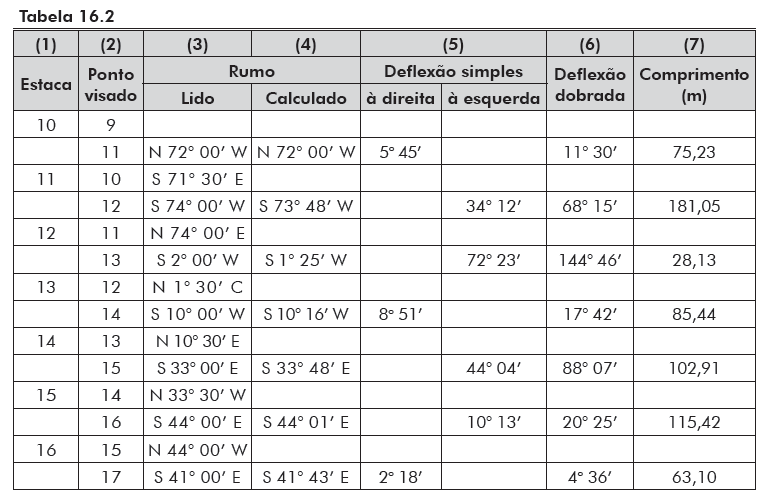 Tabela 16.2
(1) (2) (3) (4) (5) (6) (7)
Estaca Ponto visado Rumo Deflexão simples Deflexão dobrada Comprimento (m)
Lido Calculado à direita à esquerda
10 9
11 N 72° 00′ W N 72° 00′ W 5° 45′ 11° 30′ 75,23
11 10 S 71° 30′ E
12 S 74° 00′ W S 73° 48′ W 34° 12′ 68° 15′ 181,05
12 11 N 74° 00′ E
13 S 2° 00′ W S 1° 25′ W 72° 23′ 144° 46′ 28,13
13 12 N 1° 30′ C
14 S 10° 00′ W S 10° 16′ W 8° 51′ 17° 42′ 85,44
14 13 N 10° 30′ E
15 S 33° 00′ E S 33° 48′ E 44° 04′ 88° 07′ 102,91
15 14 N 33° 30′ W
16 S 44° 00′ E S 44° 01′ E 10° 13′ 20° 25′ 115,42
16 15 N 44° 00′ W
17 S 41° 00′ E S 41° 43′ E 2° 18′ 4° 36′ 63,10